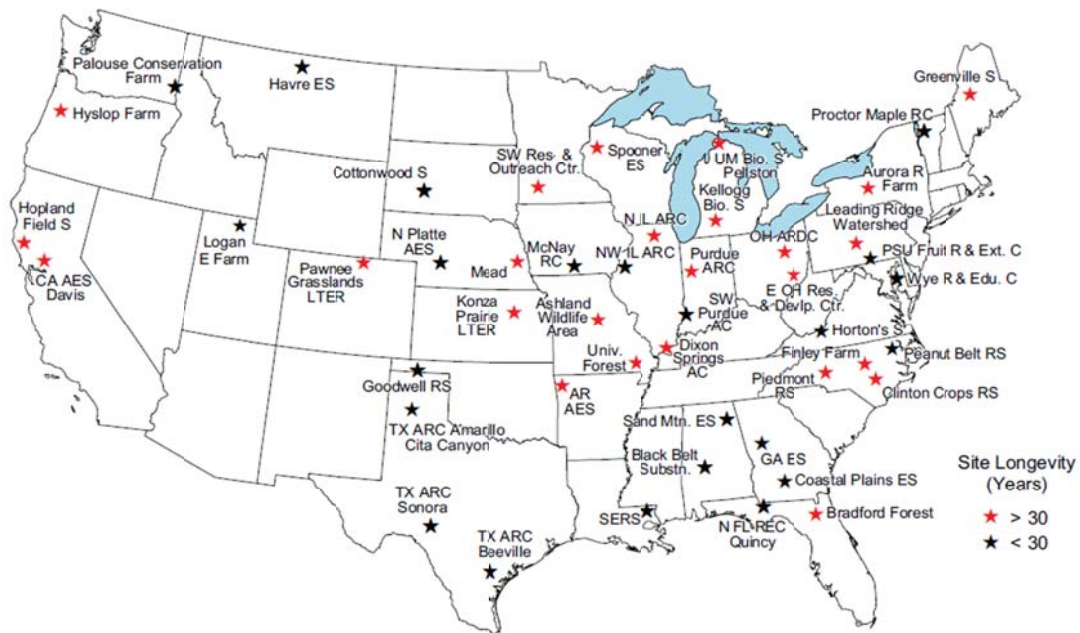 Palouse Conservation
Farm
Havre ES
Greenville S
Hyslop Farm
Proctor Maple RC
SW Res- &
Outreach Ctr.
Spooner
ES
UM Bio. S
Pellston
Cottonwood S
Aurora R
Farm
Kellogg
Bio. S
Hopland
Field S
Leading Ridge
Watershed
Logan
E Farm
N Platte
AES
McNay
RC
N IL ARC
NW IL ARC
OH ARDC
PSU Fruit R & Ext. C
CA AES
Davis
Pawnee
Grasslands
LTER
Mead
Purdue
ARC
Wye R & Edu. C
E OH Res.
& Devlp. Ctr.
Konza
Prairie
LTER
Ashland
Wildlife
Area
SW
Purdue
AC
Horton's S
Univ.
Forest
Dixon
Springs
AC
Finley Farm
Peanut Belt RS
Goodwell RS
AR
AES
Piedmont
RS
Clinton Crops RS
TX ARC Amarillo
Cita Canyon
Sand Mtn. ES
Black Belt
Substn.
GA ES
Coastal Plains ES
TX ARC
Sonora
SERS
N FL REC
Quincy
Bradford Forest
TX ARC
Beeville
Site Longevity
(Years)
> 30
< 30